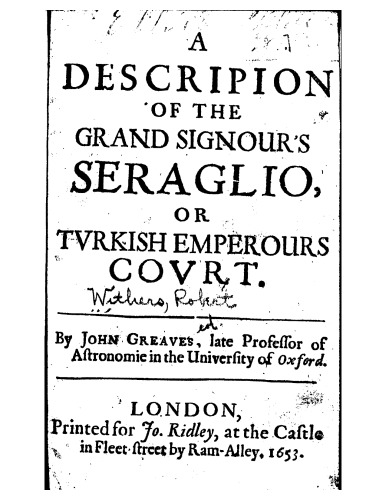 A
DESCRIPION
OF THE
GRAND SIGNOUR'S
SERAGLIO,
OR
TVRKISH EMPEROURS
COVRT.
Withers, Robert
ed.
By JOHN GREAVES, late Profeſſor of
Aſtronomie in the Univerſity of Oxford.
LONDON,
Printed for Jo. Ridley, at the Caſtle
in Fleet-ſtreet by Ram-Alley, 1653.